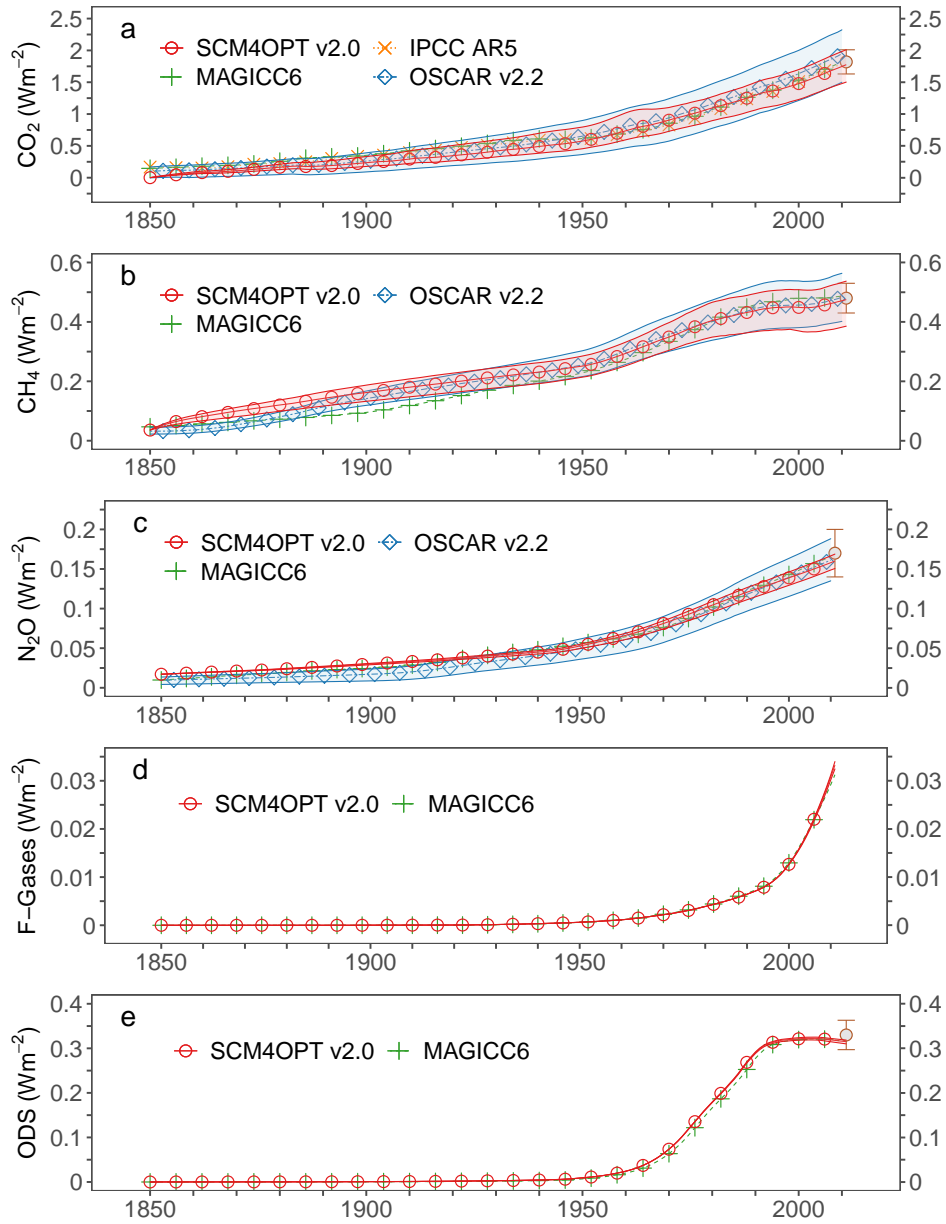 a
SCM4OPT v2.0 IPCC AR5
MAGICC6 OSCAR v2.2
CO₂ (Wm⁻²)
2.5 2.5
2 2
1.5 1.5
1 1
0.5 0.5
0 0
1850 1900 1950 2000
b
SCM4OPT v2.0 OSCAR v2.2
MAGICC6
CH₄ (Wm⁻²)
0.6 0.6
0.4 0.4
0.2 0.2
0 0
1850 1900 1950 2000
c
SCM4OPT v2.0 OSCAR v2.2
MAGICC6
N₂O (Wm⁻²)
0.2 0.2
0.15 0.15
0.1 0.1
0.05 0.05
0 0
1850 1900 1950 2000
d
SCM4OPT v2.0 MAGICC6
F−Gases (Wm⁻²)
0.03 0.03
0.02 0.02
0.01 0.01
0 0
1850 1900 1950 2000
e
SCM4OPT v2.0 MAGICC6
ODS (Wm⁻²)
0.4 0.4
0.3 0.3
0.2 0.2
0.1 0.1
0 0
1850 1900 1950 2000